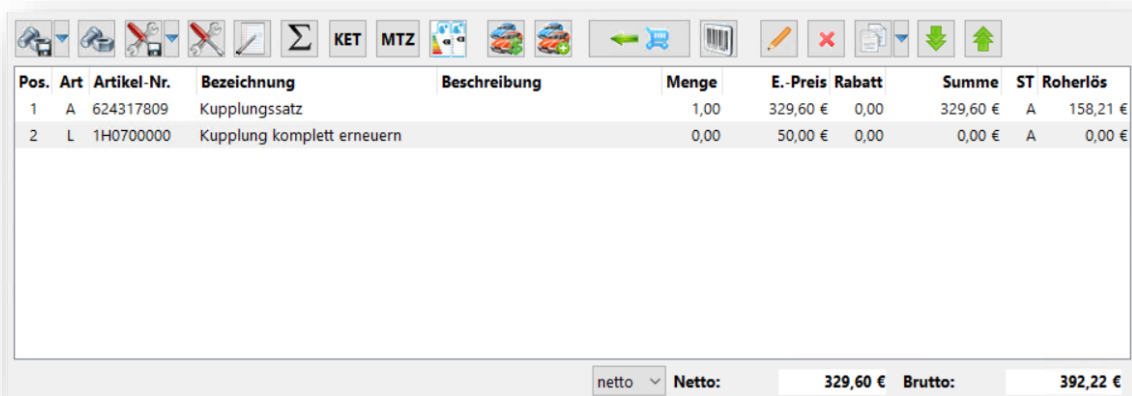 Σ KET MTZ
Pos. Art Artikel-Nr. Bezeichnung Beschreibung Menge E.-Preis Rabatt Summe ST Roherlös
1 A 624317809 Kupplungssatz 1,00 329,60 € 0,00 329,60 € A 158,21 €
2 L 1H0700000 Kupplung komplett erneuern 0,00 50,00 € 0,00 0,00 € A 0,00 €
netto Netto: 329,60 € Brutto: 392,22 €